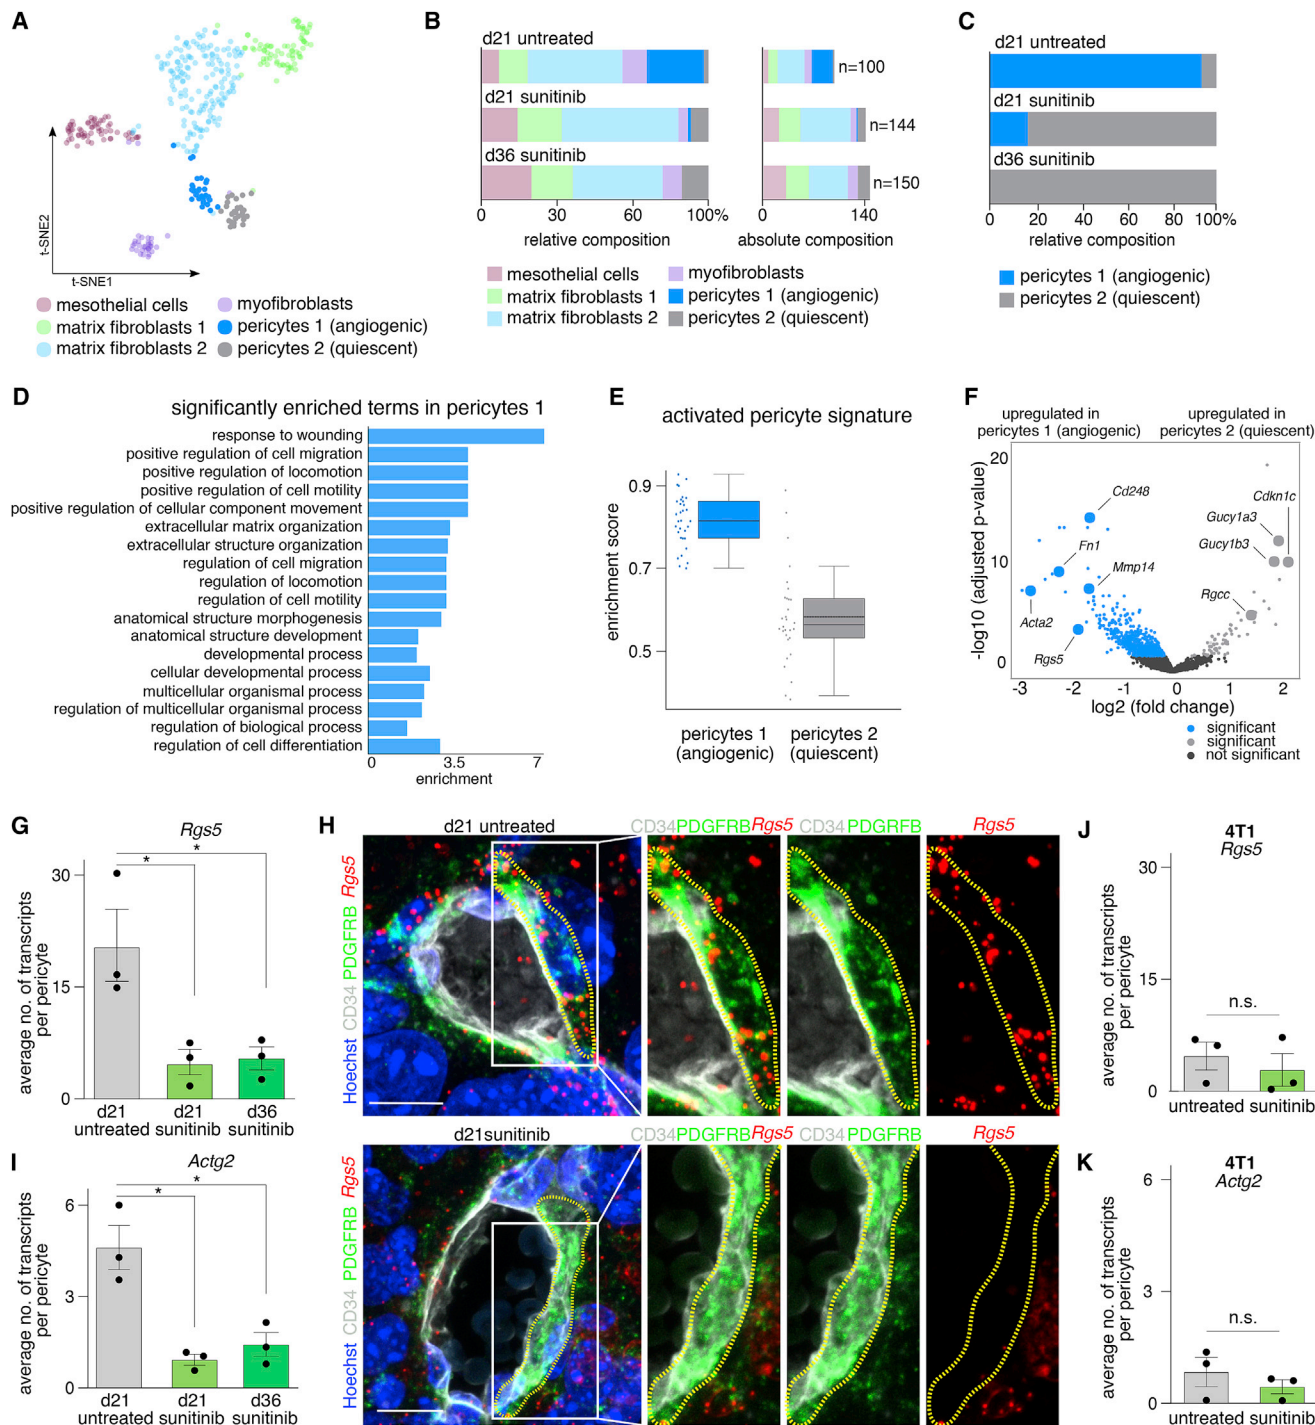 A
t-SNE2
t-SNE1
mesothelial cells
matrix fibroblasts 1
matrix fibroblasts 2
myofibroblasts
pericytes 1 (angiogenic)
pericytes 2 (quiescent)
B
d21 untreated
d21 sunitinib
d36 sunitinib
n=100
n=144
n=150
0 30 60 100%
relative composition
0 140
absolute composition
mesothelial cells
matrix fibroblasts 1
matrix fibroblasts 2
myofibroblasts
pericytes 1 (angiogenic)
pericytes 2 (quiescent)
C
d21 untreated
d21 sunitinib
d36 sunitinib
0 20 40 60 80 100%
relative composition
pericytes 1 (angiogenic)
pericytes 2 (quiescent)
D
significantly enriched terms in pericytes 1
response to wounding
positive regulation of cell migration
positive regulation of locomotion
positive regulation of cell motility
positive regulation of cellular component movement
extracellular matrix organization
extracellular structure organization
regulation of cell migration
regulation of locomotion
regulation of cell motility
anatomical structure morphogenesis
anatomical structure development
developmental process
cellular developmental process
multicellular organismal process
regulation of multicellular organismal process
regulation of biological process
regulation of cell differentiation
0 3.5 7
enrichment
E
activated pericyte signature
enrichment score
0.9
0.7
0.5
pericytes 1
(angiogenic)
pericytes 2
(quiescent)
F
upregulated in
pericytes 1 (angiogenic)
upregulated in
pericytes 2 (quiescent)
-log10 (adjusted p-value)
20
10
0
Cd248
Fn1
Mmp14
Acta2
Rgs5
Cdkn1c
Gucy1a3
Gucy1b3
Rgcc
-3 -2 -1 0 1 2
log2 (fold change)
significant
significant
not significant
G
Rgs5
average no. of transcripts
per pericyte
30
15
0
* *
d21
untreated
d21
sunitinib
d36
sunitinib
H
d21 untreated
Hoechst CD34 PDGFRB Rgs5
CD34PDGFRBRgs5
CD34 PDGRFB
Rgs5
d21sunitinib
Hoechst CD34 PDGFRB Rgs5
CD34PDGFRBRgs5
CD34 PDGFRB
Rgs5
I
Actg2
average no. of transcripts
per pericyte
6
3
0
* *
d21
untreated
d21
sunitinib
d36
sunitinib
J
4T1
Rgs5
average no. of transcripts
per pericyte
30
15
0
n.s.
untreated sunitinib
K
4T1
Actg2
average no. of transcripts
per pericyte
6
3
0
n.s.
untreated sunitinib